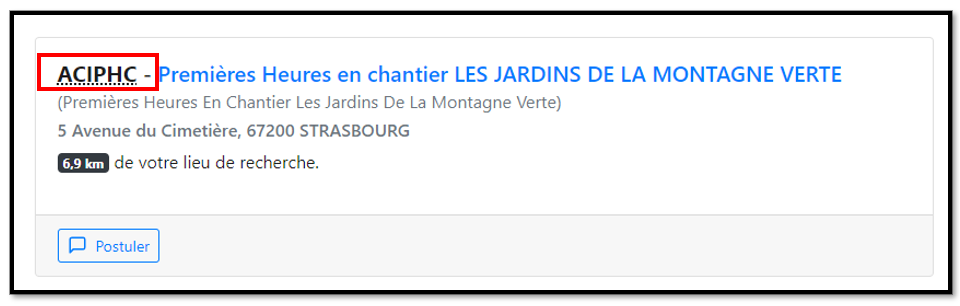 ACIPHC - Premières Heures en chantier LES JARDINS DE LA MONTAGNE VERTE
(Premières Heures En Chantier Les Jardins De La Montagne Verte)
5 Avenue du Cimetière, 67200 STRASBOURG
6,9 km de votre lieu de recherche.
Postuler